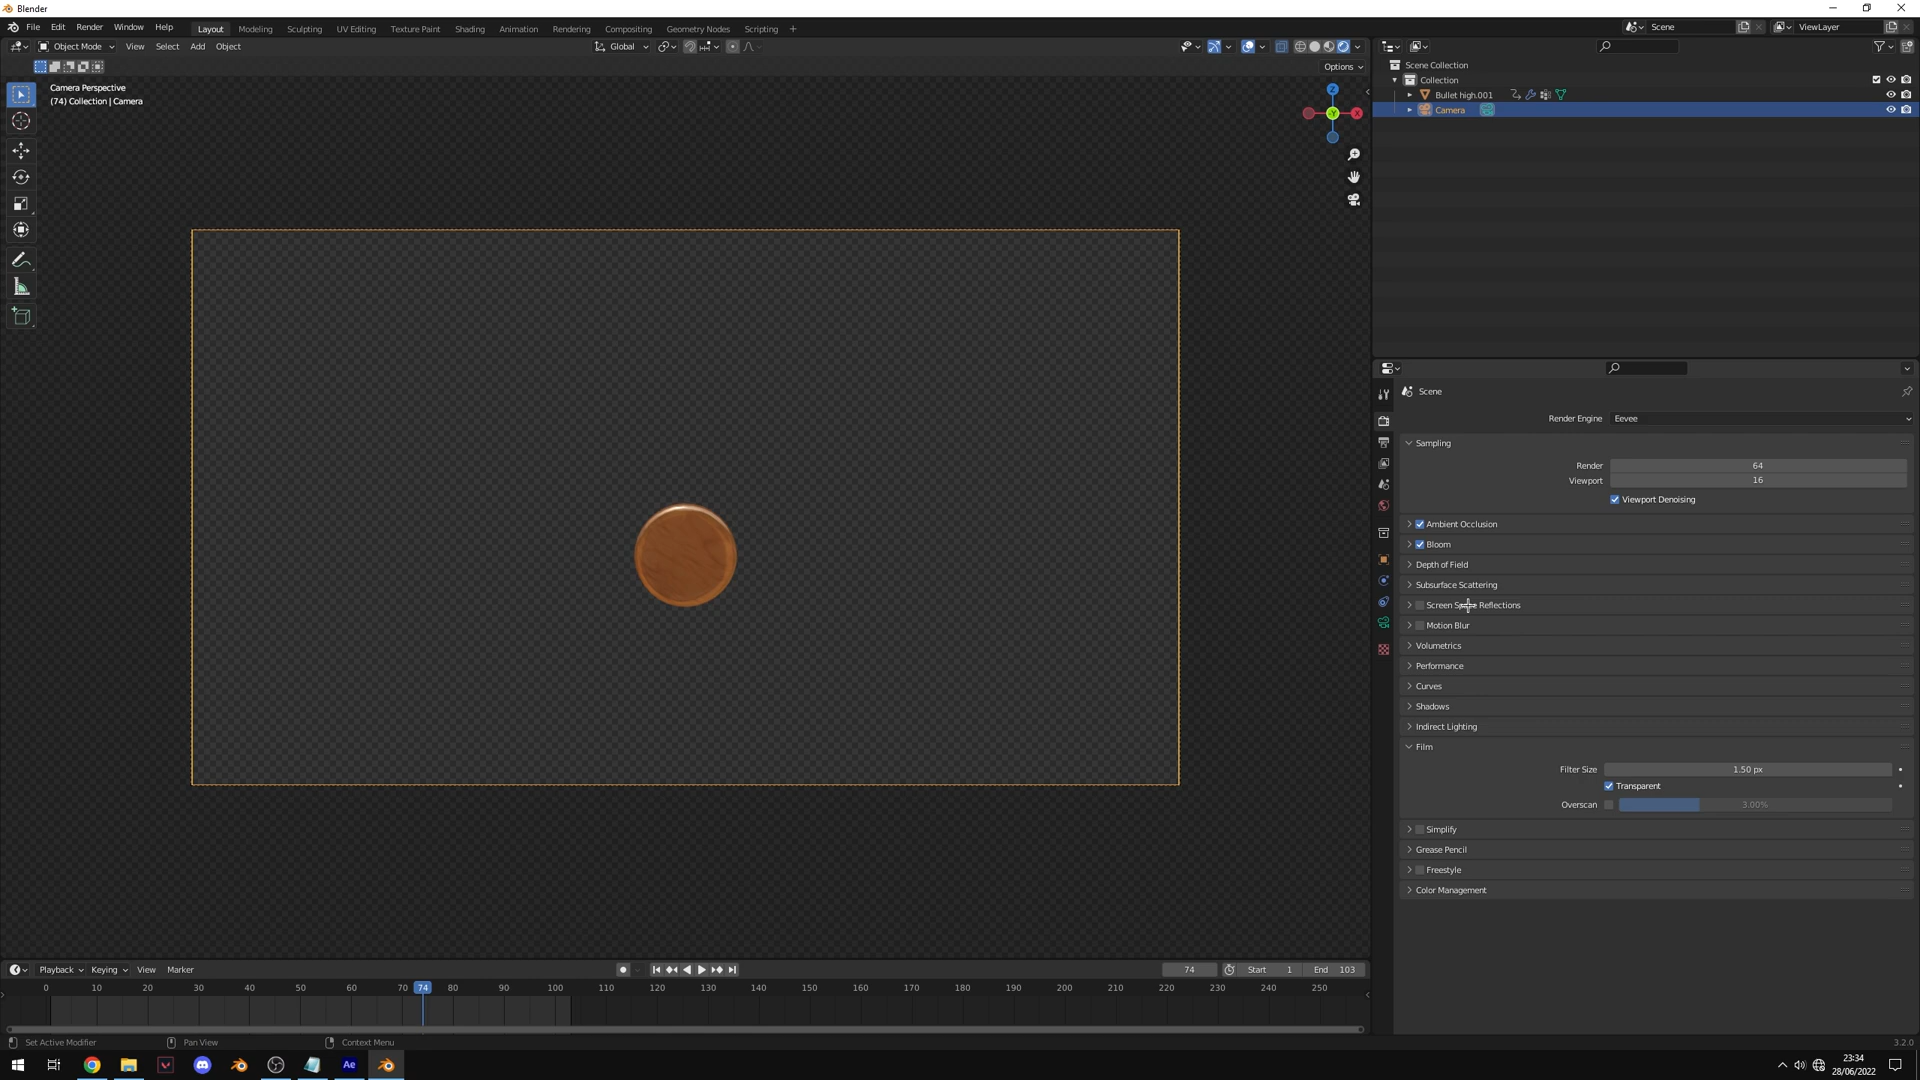 Blender
File Edit Render Window Help Layout Modeling Sculpting UV Editing Texture Paint Shading Animation Rendering Compositing Geometry Nodes Scripting + Scene ViewLayer
Object Mode View Select Add Object Global
Options
Camera Perspective
(74) Collection | Camera
Z
Y
X
Scene Collection
Collection
Bullet high.001
Camera
Scene
Render Engine Eevee
Sampling
Render 64
Viewport 16
Viewport Denoising
Ambient Occlusion
Bloom
Depth of Field
Subsurface Scattering
Screen Space Reflections
Motion Blur
Volumetrics
Performance
Curves
Shadows
Indirect Lighting
Film
Filter Size 1.50 px
Transparent
Overscan 3.00%
Simplify
Grease Pencil
Freestyle
Color Management
Playback Keying View Marker 74 Start 1 End 103
0 10 20 30 40 50 60 70 74 80 90 100 110 120 130 140 150 160 170 180 190 200 210 220 230 240 250
Set Active Modifier Pan View Context Menu 3.2.0
Ae
23:34
28/06/2022